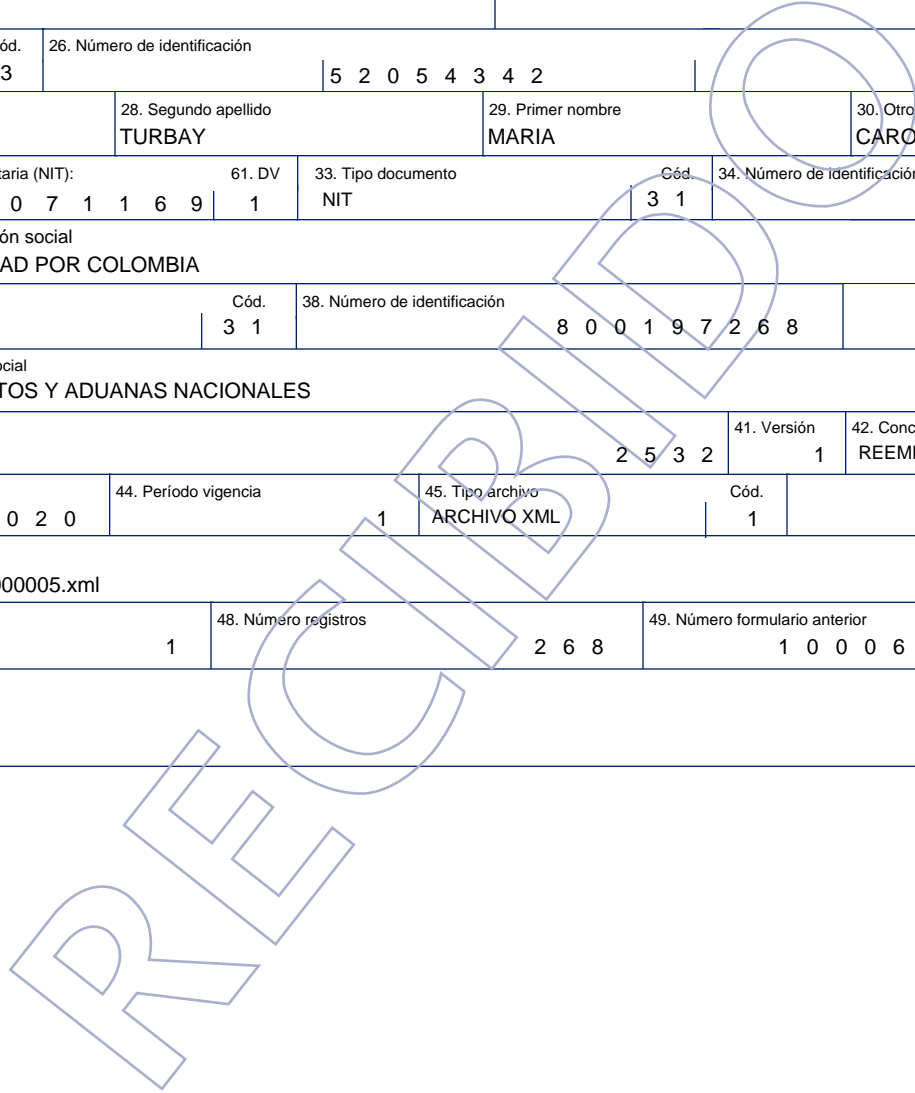 ód. 26. Número de identificación
3 5 2 0 5 4 3 4 2
28. Segundo apellido 29. Primer nombre 30. Otro
TURBAY MARIA CARO
taria (NIT): 61. DV 33. Tipo documento Cód. 34. Número de identificación
0 7 1 1 6 9 1 NIT 3 1
ón social
AD POR COLOMBIA
Cód. 38. Número de identificación
3 1 8 0 0 1 9 7 2 6 8
ocial
TOS Y ADUANAS NACIONALES
41. Versión 42. Conc
2 5 3 2 1 REEM
44. Período vigencia 45. Tipo archivo Cód.
0 2 0 1 ARCHIVO XML 1
000005.xml
48. Número registros 49. Número formulario anterior
1 2 6 8 1 0 0 0 6
RECIBIDO